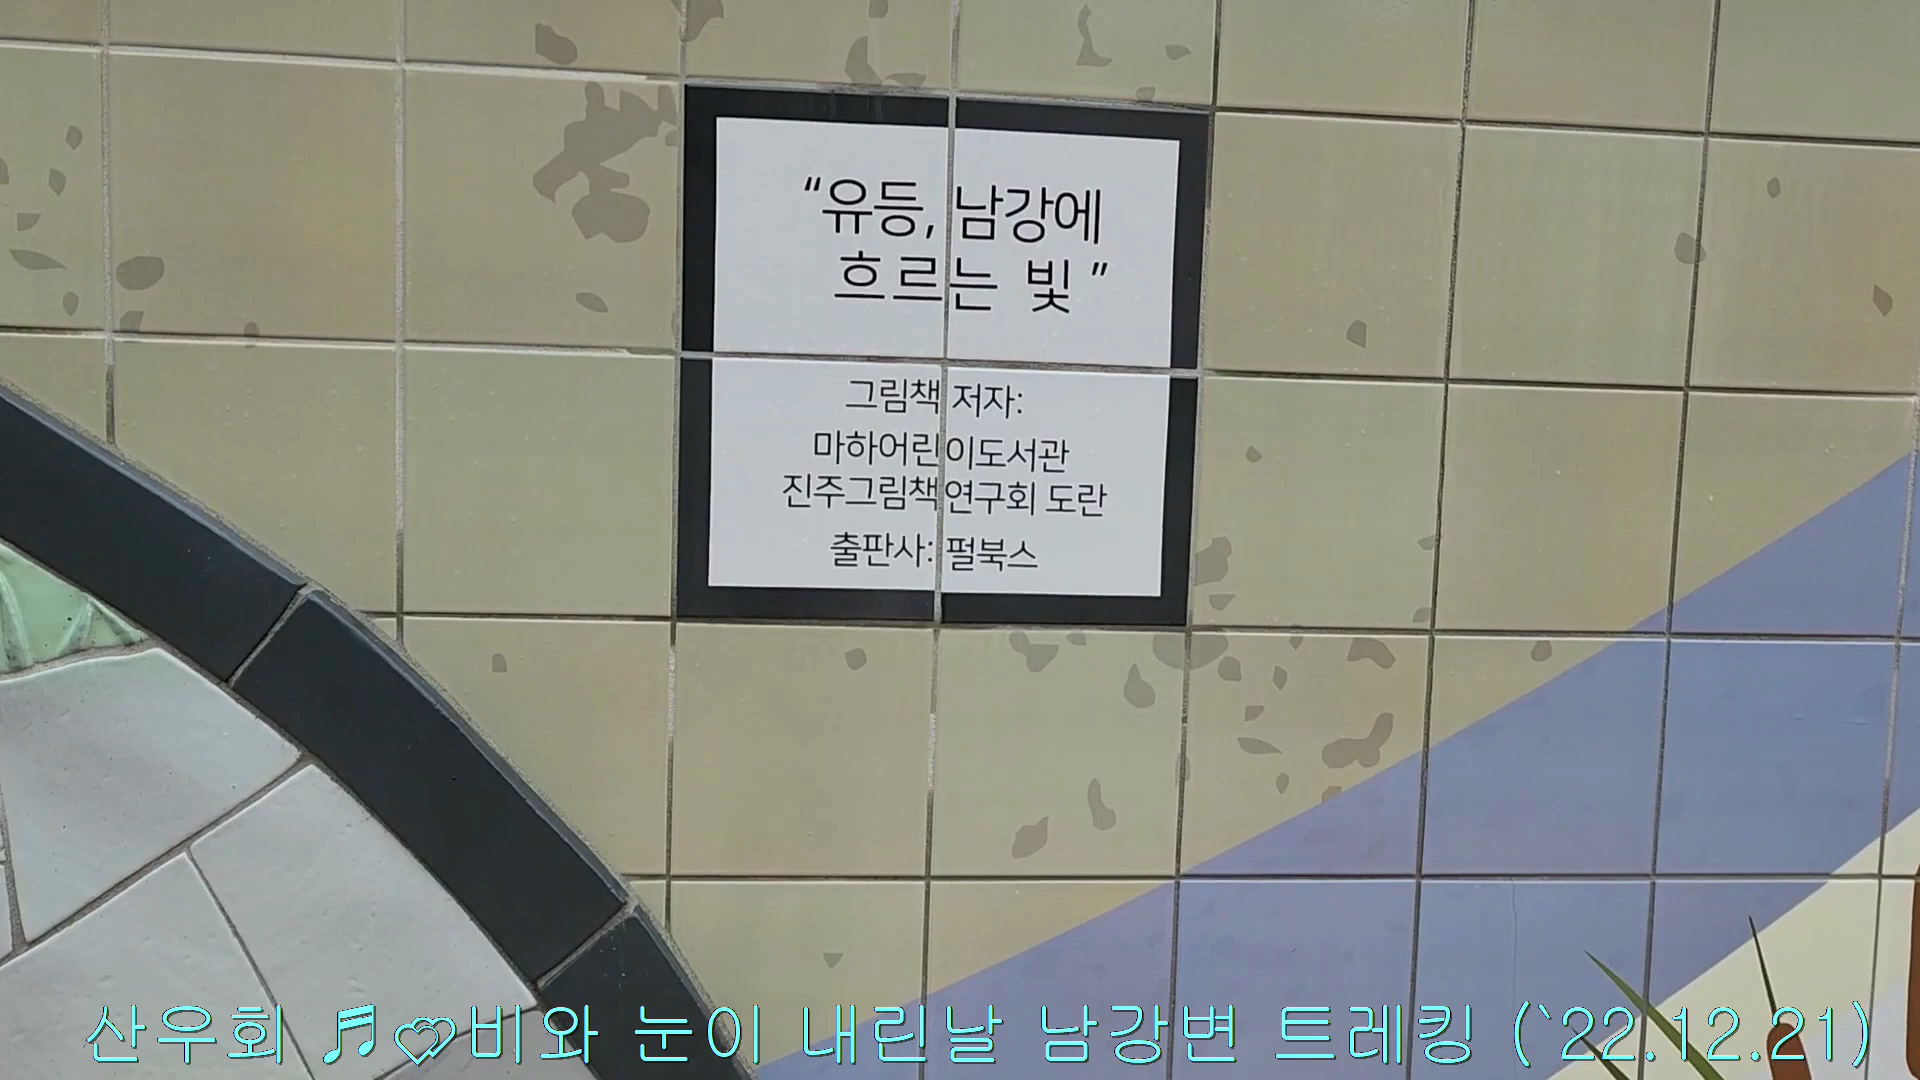 “유등, 남강에
흐르는 빛”
그림책 저자:
마하어린이도서관
진주그림책연구회 도란
출판사: 펄북스
산우회 ♬💕비와 눈이 내린날 남강변 트레킹 (`22.12.21)